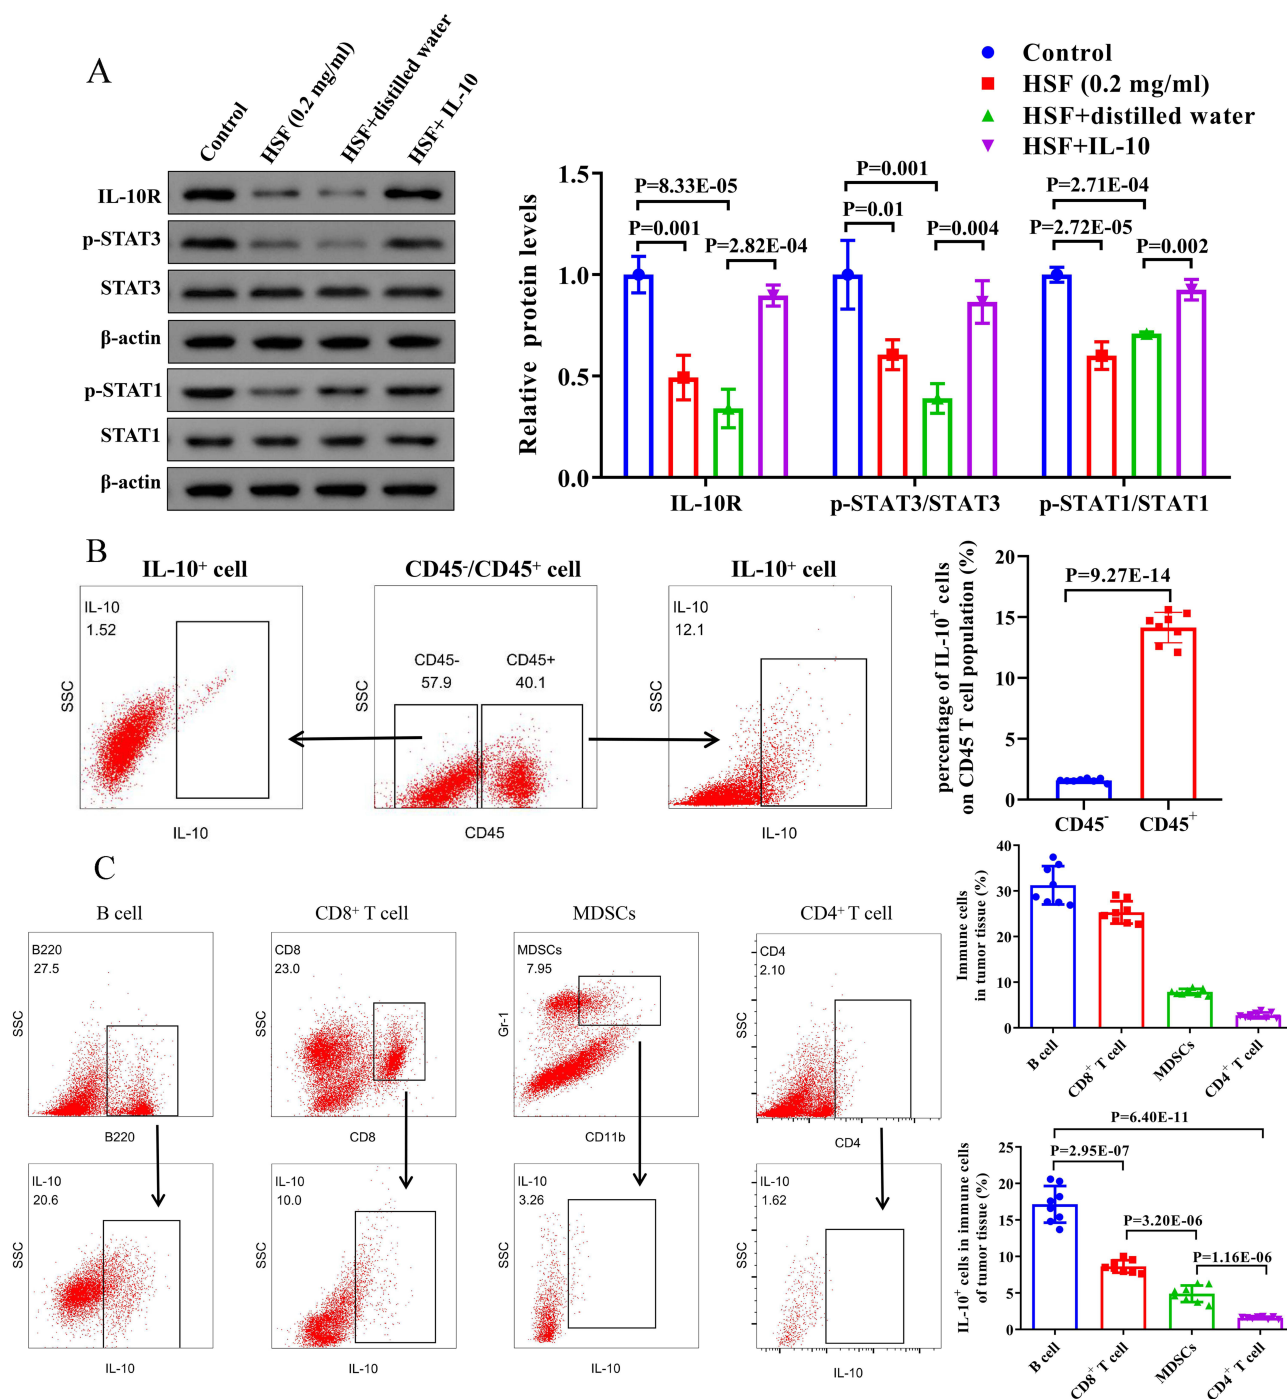 A
Control
HSF (0.2 mg/ml)
HSF+distilled water
HSF+ IL-10
IL-10R
p-STAT3
STAT3
β-actin
p-STAT1
STAT1
β-actin
Control
HSF (0.2 mg/ml)
HSF+distilled water
HSF+IL-10
Relative protein levels
1.5
1.0
0.5
0.0
P=8.33E-05
P=0.001
P=2.82E-04
P=0.001
P=0.01
P=0.004
P=2.71E-04
P=2.72E-05
P=0.002
IL-10R
p-STAT3/STAT3
p-STAT1/STAT1
B
IL-10+ cell
IL-10
1.52
SSC
IL-10
CD45-/CD45+ cell
CD45-
57.9
CD45+
40.1
SSC
CD45
IL-10+ cell
IL-10
12.1
SSC
IL-10
percentage of IL-10+ cells
on CD45 T cell population (%)
20
15
10
5
0
P=9.27E-14
CD45-
CD45+
C
B cell
B220
27.5
SSC
B220
CD8+ T cell
CD8
23.0
SSC
CD8
MDSCs
MDSCs
7.95
Gr-1
CD11b
CD4+ T cell
CD4
2.10
SSC
CD4
IL-10
20.6
SSC
IL-10
IL-10
10.0
SSC
IL-10
IL-10
3.26
SSC
IL-10
IL-10
1.62
SSC
IL-10
Immune cells
in tumor tissue (%)
40
30
20
10
0
B cell
CD8+ T cell
MDSCs
CD4+ T cell
IL-10+ cells in immune cells
of tumor tissue (%)
25
20
15
10
5
0
P=6.40E-11
P=2.95E-07
P=3.20E-06
P=1.16E-06
B cell
CD8+ T cell
MDSCs
CD4+ T cell